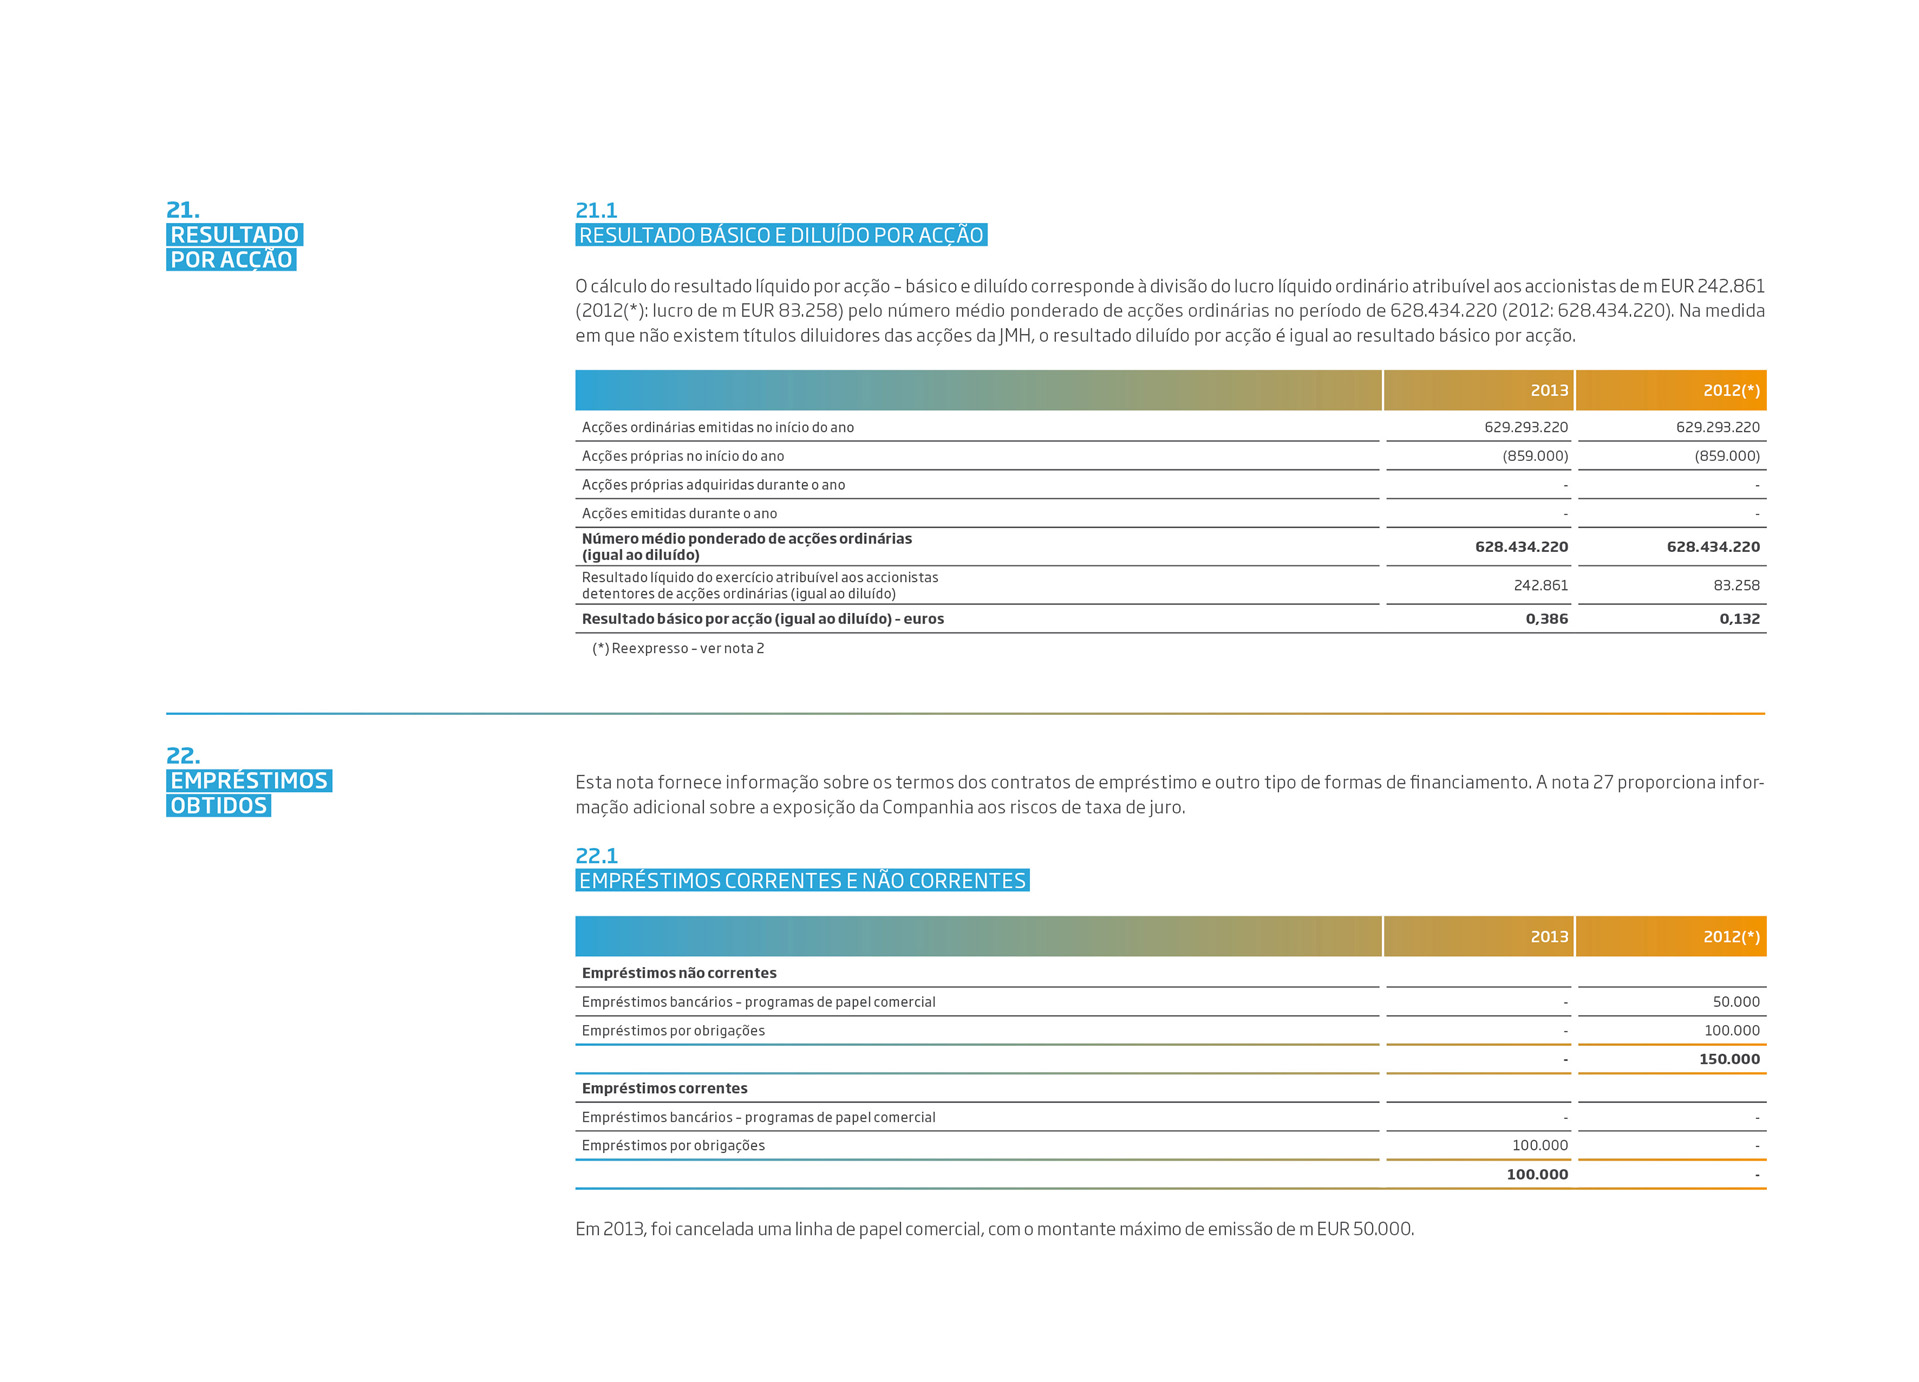 21.
RESULTADO
POR ACÇÃO
21.1
RESULTADO BÁSICO E DILUÍDO POR ACÇÃO
O cálculo do resultado líquido por acção – básico e diluído corresponde à divisão do lucro líquido ordinário atribuível aos accionistas de m EUR 242.861
(2012(*): lucro de m EUR 83.258) pelo número médio ponderado de acções ordinárias no período de 628.434.220 (2012: 628.434.220). Na medida
em que não existem títulos diluidores das acções da JMH, o resultado diluído por acção é igual ao resultado básico por acção.
2013 2012(*)
Acções ordinárias emitidas no início do ano 629.293.220 629.293.220
Acções próprias no início do ano (859.000) (859.000)
Acções próprias adquiridas durante o ano - -
Acções emitidas durante o ano - -
Número médio ponderado de acções ordinárias
(igual ao diluído) 628.434.220 628.434.220
Resultado líquido do exercício atribuível aos accionistas
detentores de acções ordinárias (igual ao diluído) 242.861 83.258
Resultado básico por acção (igual ao diluído) – euros 0,386 0,132
(*) Reexpresso – ver nota 2
22.
EMPRÉSTIMOS
OBTIDOS
Esta nota fornece informação sobre os termos dos contratos de empréstimo e outro tipo de formas de financiamento. A nota 27 proporciona infor-
mação adicional sobre a exposição da Companhia aos riscos de taxa de juro.
22.1
EMPRÉSTIMOS CORRENTES E NÃO CORRENTES
2013 2012(*)
Empréstimos não correntes
Empréstimos bancários – programas de papel comercial - 50.000
Empréstimos por obrigações - 100.000
- 150.000
Empréstimos correntes
Empréstimos bancários – programas de papel comercial - -
Empréstimos por obrigações 100.000 -
100.000 -
Em 2013, foi cancelada uma linha de papel comercial, com o montante máximo de emissão de m EUR 50.000.